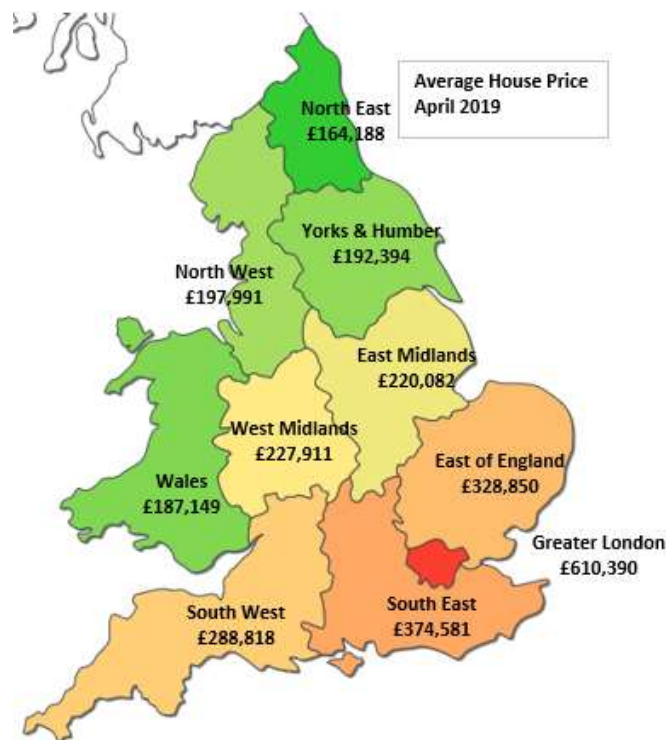 Average House Price
April 2019
North East
£164,188
Yorks & Humber
£192,394
North West
£197,991
East Midlands
£220,082
West Midlands
£227,911
East of England
£328,850
Wales
£187,149
Greater London
£610,390
South West
£288,818
South East
£374,581